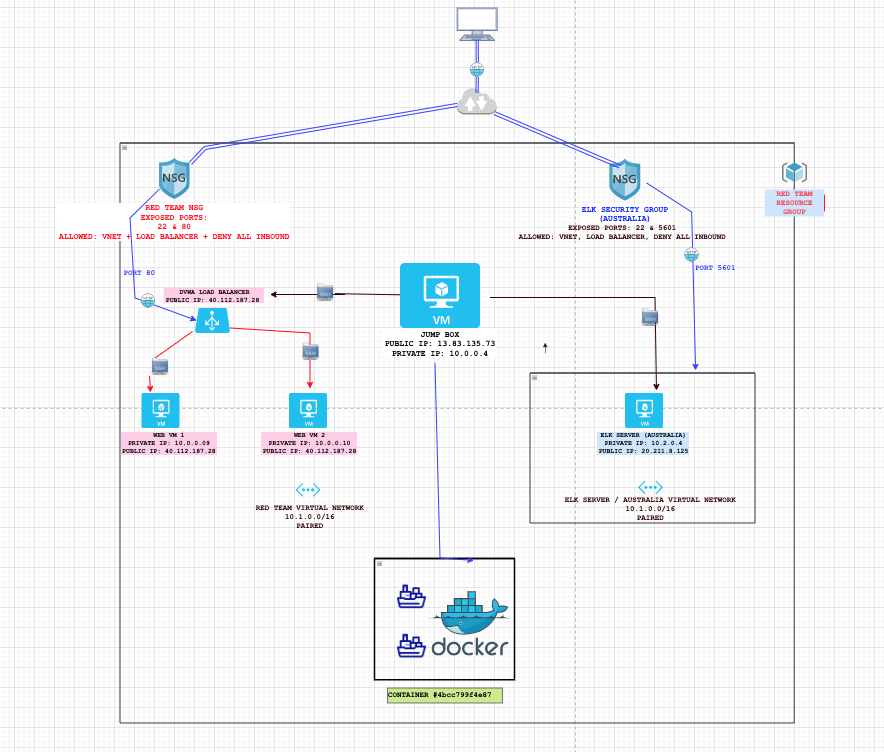 NSG
RED TEAM NSG
EXPOSED PORTS:
22 & 80
ALLOWED: VNET + LOAD BALANCER + DENY ALL INBOUND
NSG
ELK SECURITY GROUP
(AUSTRALIA)
EXPOSED PORTS: 22 & 5601
ALLOWED: VNET, LOAD BALANCER, DENY ALL INBOUND
RED TEAM
RESOURCE
GROUP
PORT 80
PORT 5601
DVWA LOAD BALANCER
PUBLIC IP: 40.112.187.28
VM
JUMP BOX
PUBLIC IP: 13.83.135.73
PRIVATE IP: 10.0.0.4
VM
WEB VM 1
PRIVATE IP: 10.0.0.09
PUBLIC IP: 40.112.187.28
VM
WEB VM 2
PRIVATE IP: 10.0.0.10
PUBLIC IP: 40.112.187.28
VM
ELK SERVER (AUSTRALIA)
PRIVATE IP: 10.2.0.4
PUBLIC IP: 20.211.8.125
RED TEAM VIRTUAL NETWORK
10.1.0.0/16
PAIRED
ELK SERVER / AUSTRALIA VIRTUAL NETWORK
10.1.0.0/16
PAIRED
docker
CONTAINER #4bcc799f4e87